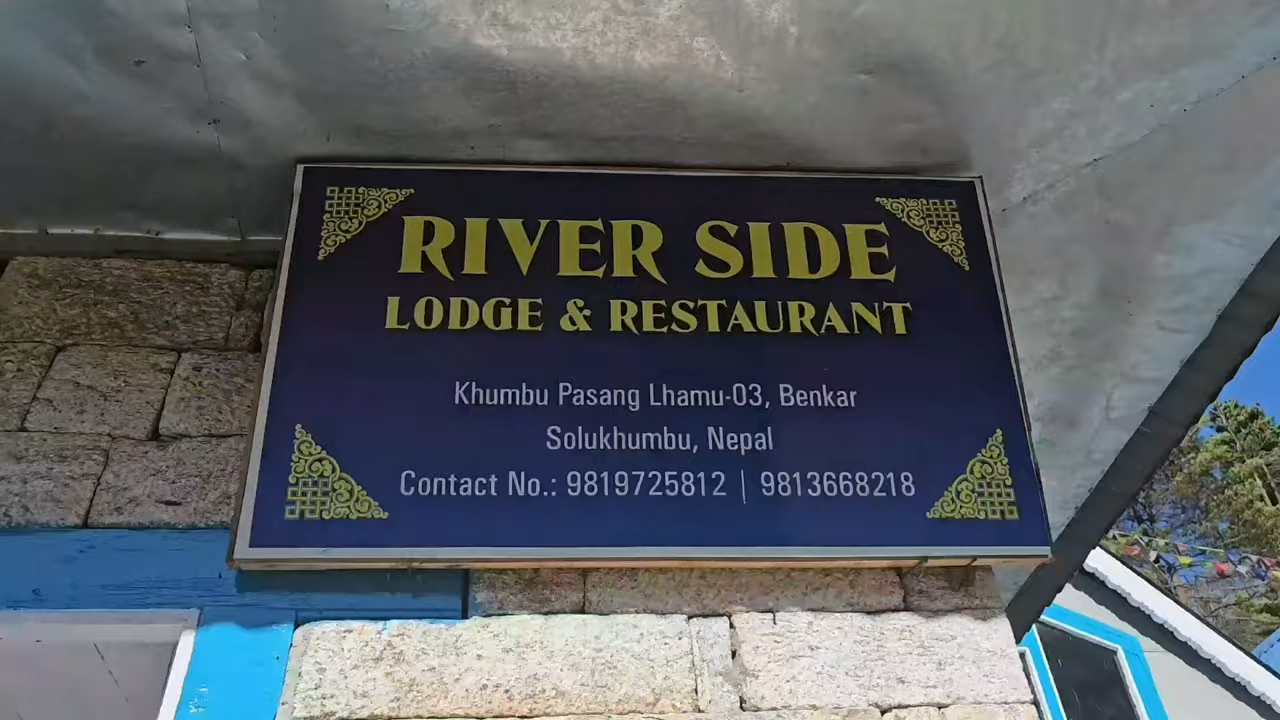 RIVER SIDE
LODGE & RESTAURANT
Khumbu Pasang Lhamu-03, Benkar
Solukhumbu, Nepal
Contact No.: 9819725812 | 9813668218